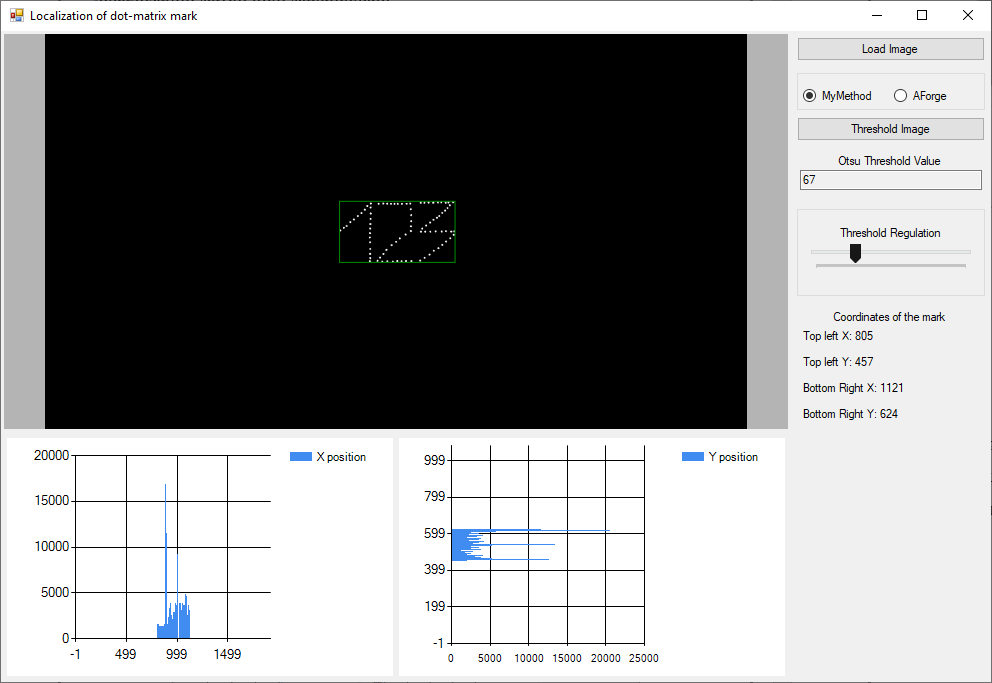 Localization of dot-matrix mark
Load Image
MyMethod AForge
Threshold Image
Otsu Threshold Value
67
Threshold Regulation
Coordinates of the mark
Top left X: 805
Top left Y: 457
Bottom Right X: 1121
Bottom Right Y: 624
20000
15000
10000
5000
0
-1 499 999 1499
X position
999
799
599
399
199
-1
0 5000 10000 15000 20000 25000
Y position